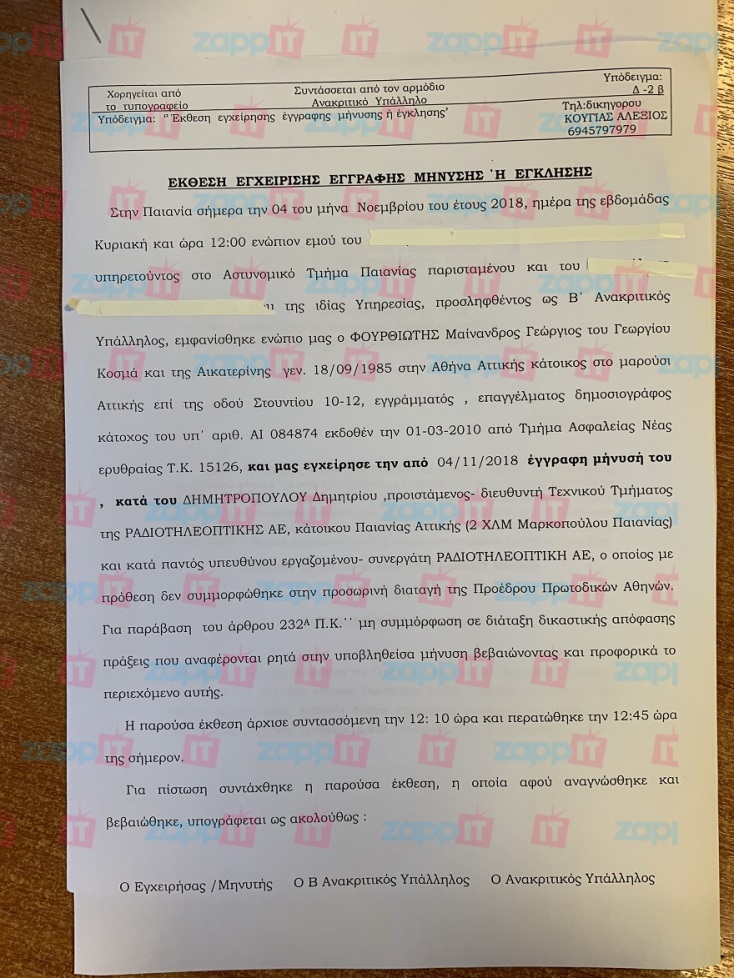 Χορηγείται από
το τυπογραφείο
Συντάσσεται από τον αρμόδιο
Ανακριτικό Υπάλληλο
Υπόδειγμα:
Δ -2 β
Υπόδειγμα: ‘’Έκθεση εγχείρησης έγγραφης μήνυσης ή έγκλησης’
Τηλ:δικηγορου
ΚΟΥΓΙΑΣ ΑΛΕΞΙΟΣ
6945797979
ΕΚΘΕΣΗ ΕΓΧΕΙΡΙΣΗΣ ΕΓΓΡΑΦΗΣ ΜΗΝΥΣΗΣ ΄Η ΕΓΚΛΗΣΗΣ
Στην Παιανία σήμερα την 04 του μήνα Νοεμβρίου του έτους 2018, ημέρα της εβδομάδας
Κυριακή και ώρα 12:00 ενώπιον εμού του
υπηρετούντος στο Αστυνομικό Τμήμα Παιανίας παρισταμένου και του
υ της ιδίας Υπηρεσίας, προσληφθέντος ως Β΄ Ανακριτικός
Υπάλληλος, εμφανίσθηκε ενώπιο μας ο ΦΟΥΡΘΙΩΤΗΣ Μαίνανδρος Γεώργιος του Γεωργίου
Κοσμά και της Αικατερίνης γεν. 18/09/1985 στην Αθήνα Αττικής κάτοικος στο μαρούσι
Αττικής επί της οδού Στουντίου 10-12, εγγράμματός , επαγγέλματος δημοσιογράφος
κάτοχος του υπ΄ αριθ. ΑΙ 084874 εκδοθέν την 01-03-2010 από Τμήμα Ασφαλείας Νέας
ερυθραίας Τ.Κ. 15126, και μας εγχείρησε την από 04/11/2018 έγγραφη μήνυσή του
, κατά του ΔΗΜΗΤΡΟΠΟΥΛΟΥ Δημητρίου ,προιστάμενος- διευθυντή Τεχνικού Τμήματος
της ΡΑΔΙΟΤΗΛΕΟΠΤΙΚΗΣ ΑΕ, κάτοικου Παιανίας Αττικής (2 ΧΛΜ Μαρκοπούλου Παιανίας)
και κατά παντός υπευθύνου εργαζομένου- συνεργάτη ΡΑΔΙΟΤΗΛΕΟΠΤΙΚΗ ΑΕ, ο οποίος με
πρόθεση δεν συμμορφώθηκε στην προσωρινή διαταγή της Προέδρου Πρωτοδικών Αθηνών.
Για παράβαση του άρθρου 232Α Π.Κ.΄΄ μη συμμόρφωση σε διάταξη δικαστικής απόφασης
πράξεις που αναφέρονται ρητά στην υποβληθείσα μήνυση βεβαιώνοντας και προφορικά το
περιεχόμενο αυτής.
Η παρούσα έκθεση άρχισε συντασσόμενη την 12: 10 ώρα και περατώθηκε την 12:45 ώρα
της σήμερον.
Για πίστωση συντάχθηκε η παρούσα έκθεση, η οποία αφού αναγνώσθηκε και
βεβαιώθηκε, υπογράφεται ως ακολούθως :
Ο Εγχειρήσας /Μηνυτής Ο Β Ανακριτικός Υπάλληλος Ο Ανακριτικός Υπάλληλος